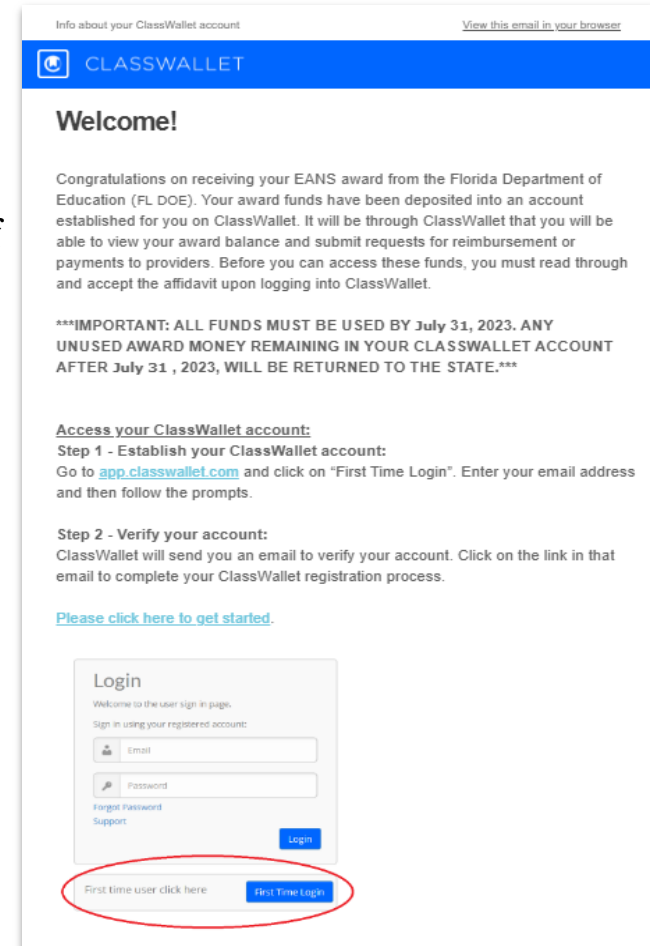 Info about your ClassWallet account
View this email in your browser
CLASSWALLET
Welcome!
Congratulations on receiving your EANS award from the Florida Department of
Education (FL DOE). Your award funds have been deposited into an account
established for you on ClassWallet. It will be through ClassWallet that you will be
able to view your award balance and submit requests for reimbursement or
payments to providers. Before you can access these funds, you must read through
and accept the affidavit upon logging into ClassWallet.
***IMPORTANT: ALL FUNDS MUST BE USED BY July 31, 2023. ANY
UNUSED AWARD MONEY REMAINING IN YOUR CLASSWALLET ACCOUNT
AFTER July 31 , 2023, WILL BE RETURNED TO THE STATE.***
Access your ClassWallet account:
Step 1 - Establish your ClassWallet account:
Go to app.classwallet.com and click on “First Time Login”. Enter your email address
and then follow the prompts.
Step 2 - Verify your account:
ClassWallet will send you an email to verify your account. Click on the link in that
email to complete your ClassWallet registration process.
Please click here to get started.
Login
Welcome to the user sign in page.
Sign in using your registered account:
Email
Password
Forgot Password
Support
Login
First time user click here
First Time Login